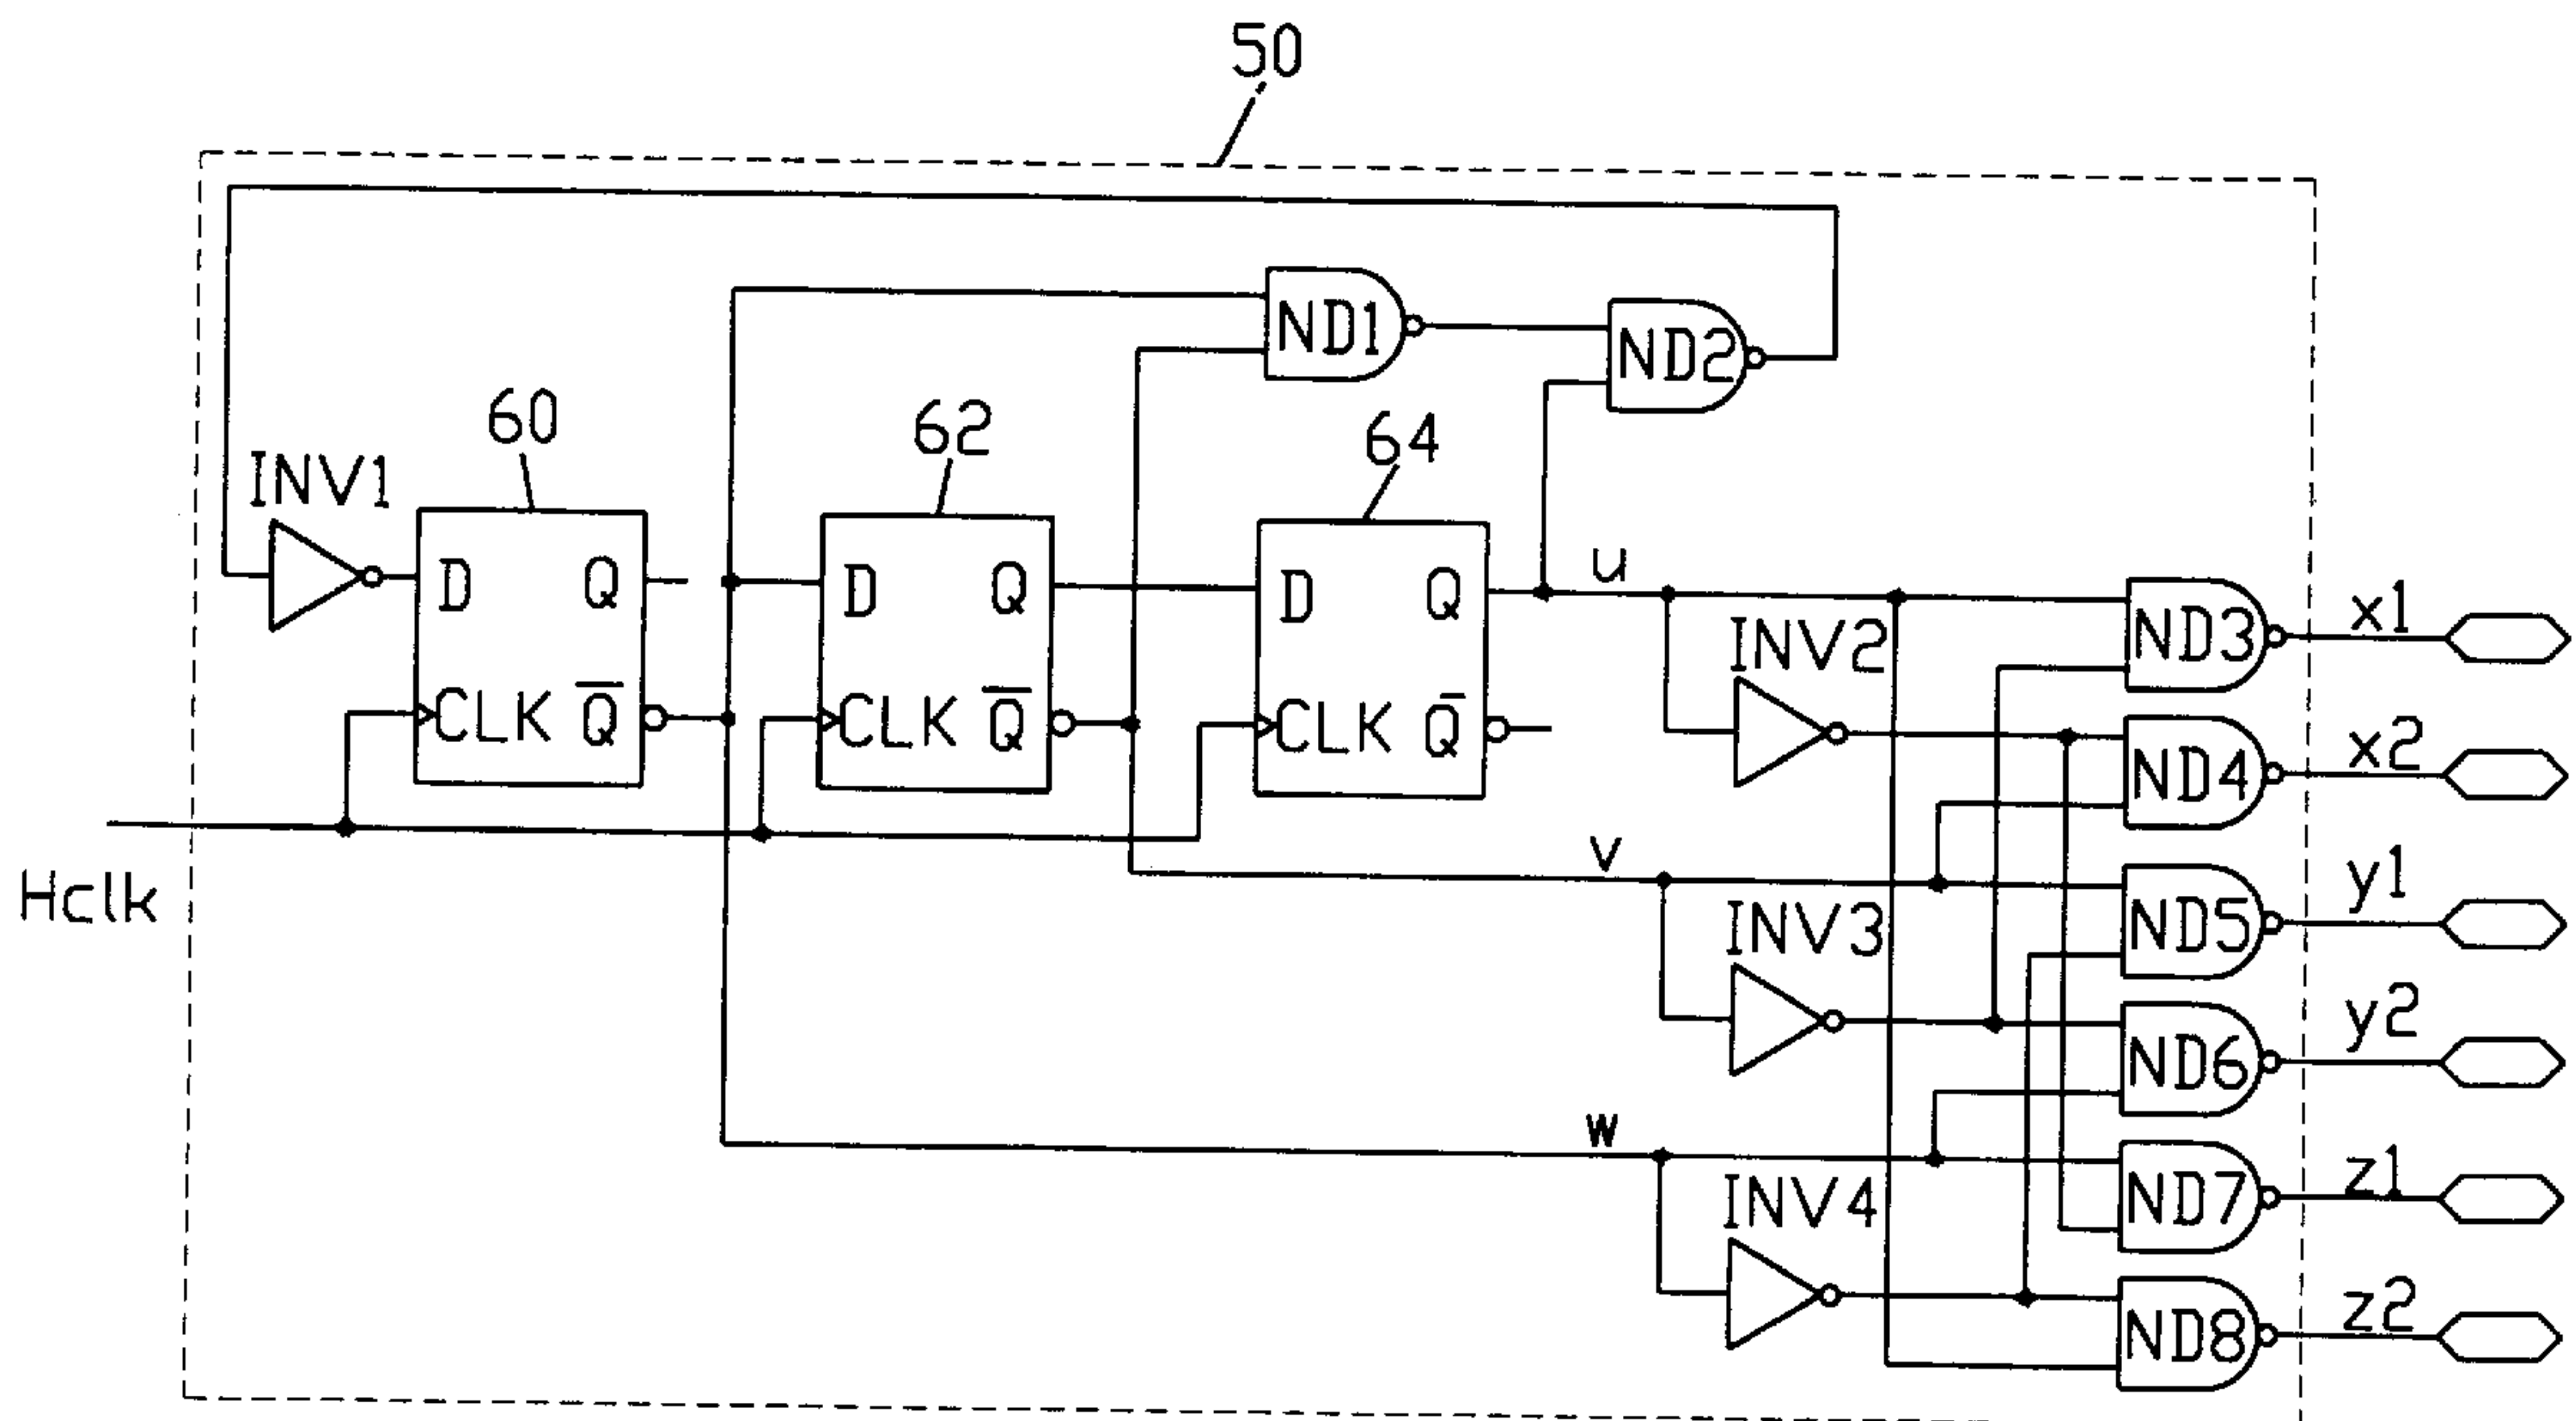 50
ND1
ND2
60
62
64
INV1
D Q
CLK Q̅
D Q
CLK Q̅
D Q
CLK Q̅
Hclk
u
v
w
INV2
INV3
INV4
ND3
ND4
ND5
ND6
ND7
ND8
x1
x2
y1
y2
z1
z2